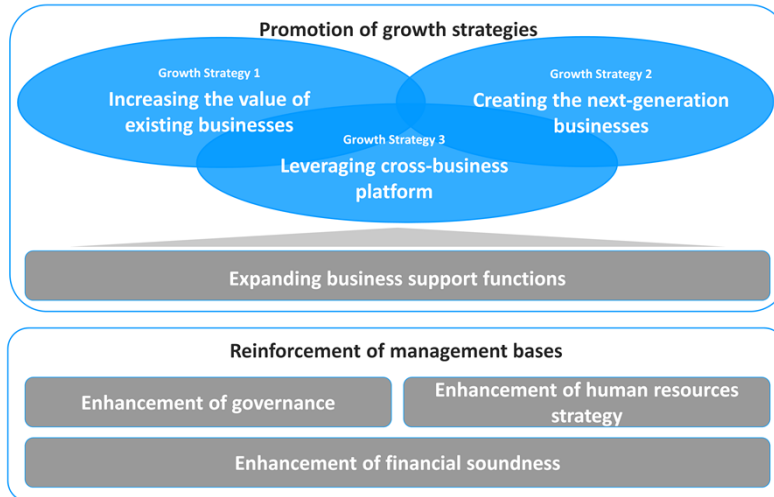 Promotion of growth strategies
Growth Strategy 1
Increasing the value of
existing businesses
Growth Strategy 2
Creating the next-generation
businesses
Growth Strategy 3
Leveraging cross-business
platform
Expanding business support functions
Reinforcement of management bases
Enhancement of governance
Enhancement of human resources
strategy
Enhancement of financial soundness